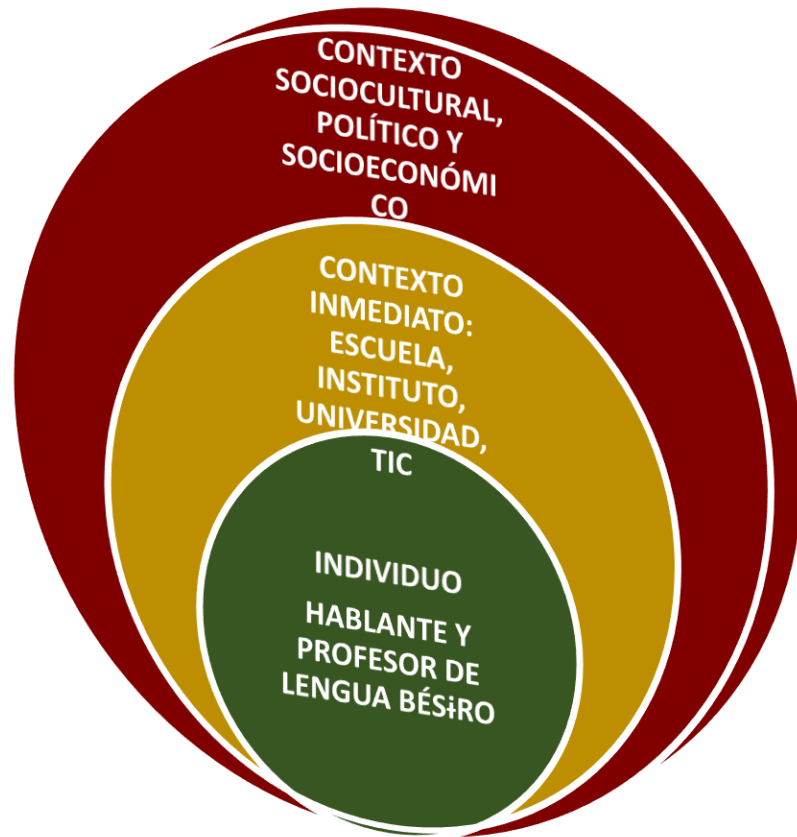 CONTEXTO
SOCIOCULTURAL,
POLÍTICO Y
SOCIOECONÓMI
CO
CONTEXTO
INMEDIATO:
ESCUELA,
INSTITUTO,
UNIVERSIDAD,
TIC
INDIVIDUO
HABLANTE Y
PROFESOR DE
LENGUA BÉSɨRO